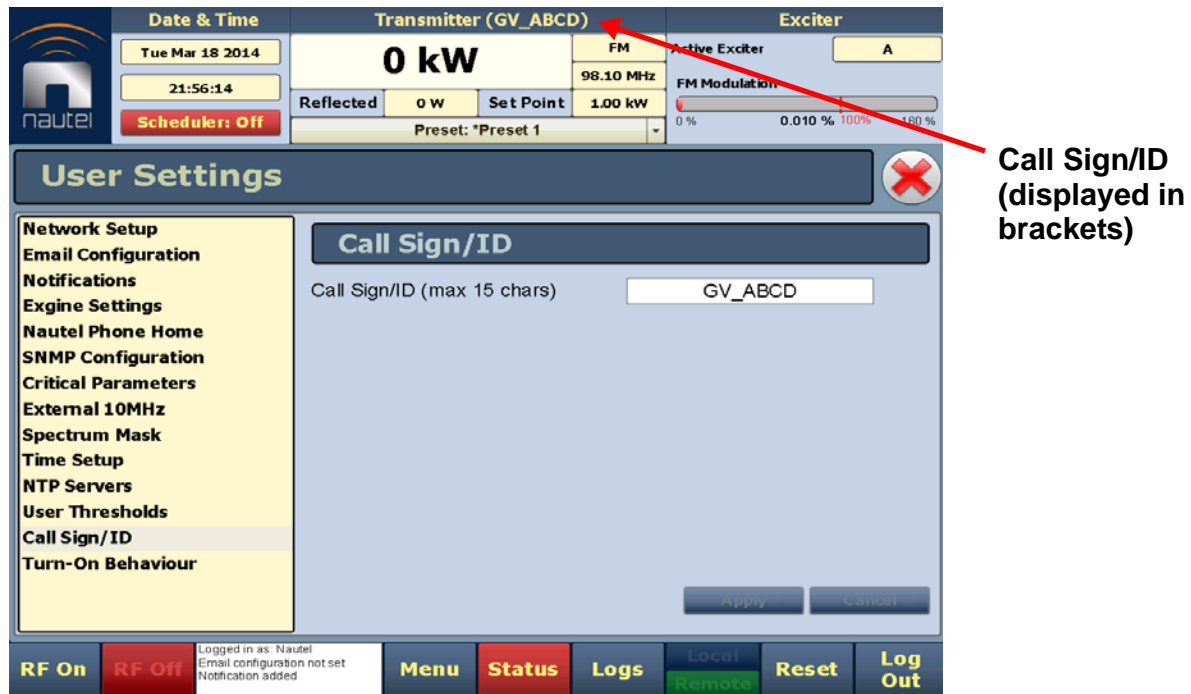 Date & Time
Transmitter (GV_ABCD)
Exciter
Tue Mar 18 2014
21:56:14
Scheduler: Off
0 kW
FM
98.10 MHz
Reflected 0 W Set Point 1.00 kW
Preset: *Preset 1
Active Exciter A
FM Modulation
0 % 0.010 % 100% 180 %
nautel
User Settings
Call Sign/ID
(displayed in
brackets)
Network Setup
Email Configuration
Notifications
Exgine Settings
Nautel Phone Home
SNMP Configuration
Critical Parameters
External 10MHz
Spectrum Mask
Time Setup
NTP Servers
User Thresholds
Call Sign/ID
Turn-On Behaviour
Call Sign/ID
Call Sign/ID (max 15 chars) GV_ABCD
Apply Cancel
RF On RF Off
Logged in as: Nautel
Email configuration not set
Notification added
Menu Status Logs
Local
Remote
Reset
Log
Out